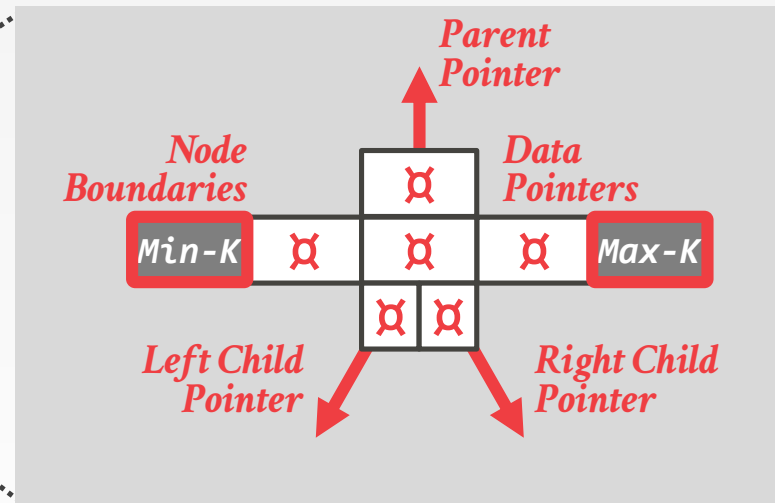 Parent
Pointer
Node
Boundaries
Data
Pointers
¤
Min-K
¤
¤
¤
Max-K
¤
¤
Left Child
Pointer
Right Child
Pointer